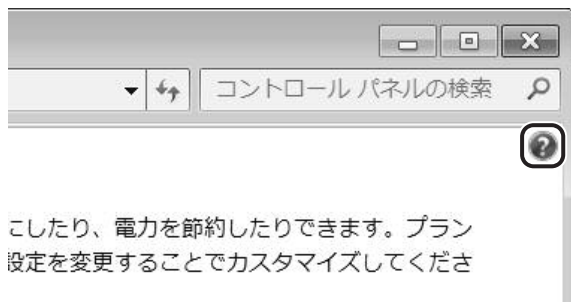 コントロール パネルの検索
にしたり、電力を節約したりできます。プラン
設定を変更することでカスタマイズしてくださ